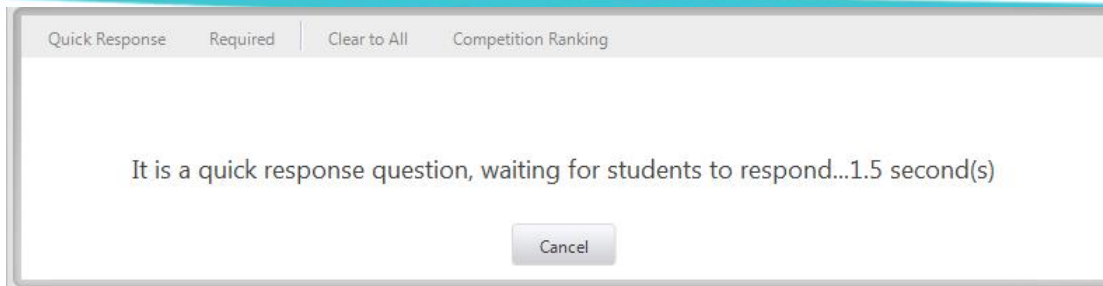 Quick Response Required Clear to All Competition Ranking
It is a quick response question, waiting for students to respond...1.5 second(s)
Cancel